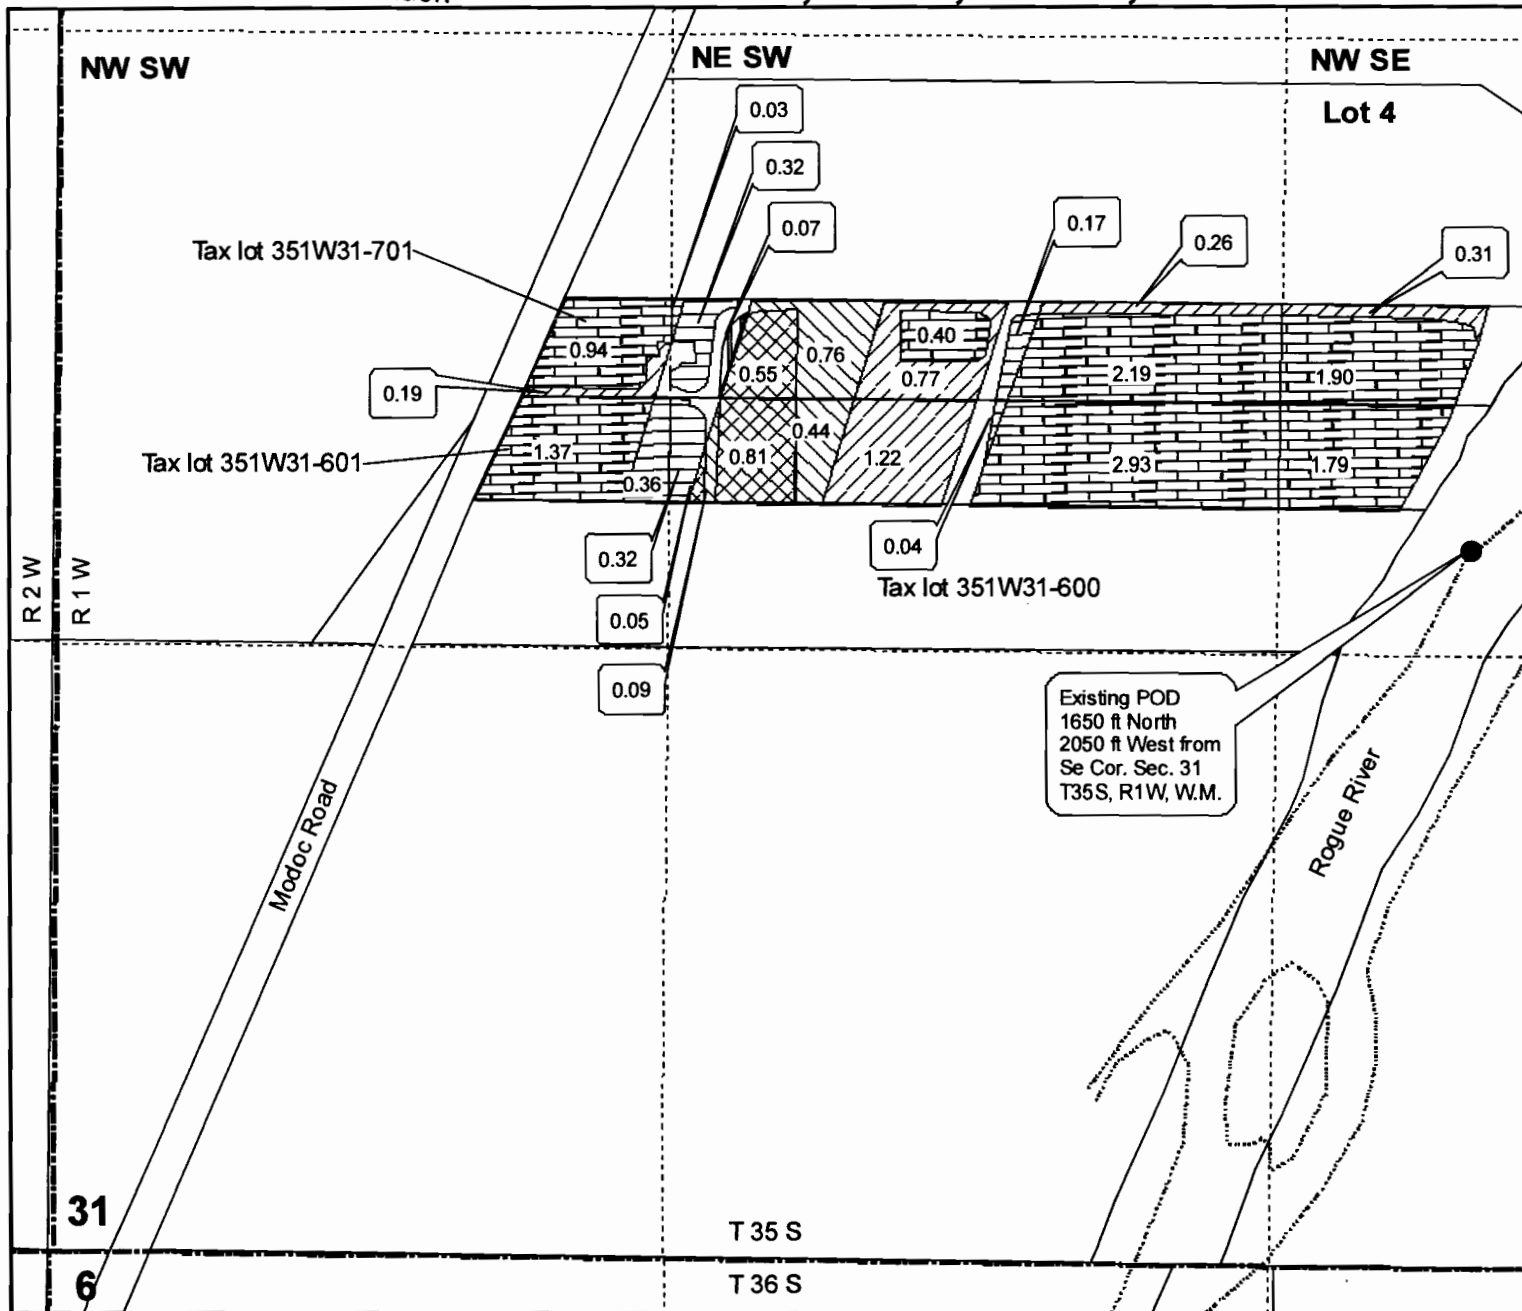 NW SW
NE SW
NW SE
Lot 4
0.03
0.32
0.07
0.17
0.26
0.31
Tax lot 351W31-701
0.94
0.40
0.76
0.55
0.77
2.19
1.90
0.19
0.44
0.81
1.22
1.37
2.93
1.79
Tax lot 351W31-601
0.36
0.32
0.04
Tax lot 351W31-600
0.05
0.09
R 2 W
R 1 W
Existing POD
1650 ft North
2050 ft West from
Se Cor. Sec. 31
T35S, R1W, W.M.
Modoc Road
Rogue River
31
T 35 S
6
T 36 S